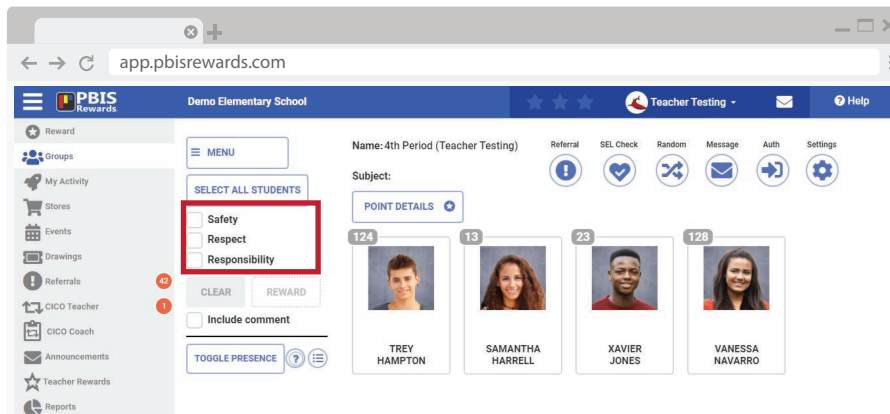 app.pbisrewards.com
PBIS
Rewards
Demo Elementary School
Teacher Testing
Help
Reward
Groups
My Activity
Stores
Events
Drawings
Referrals
42
CICO Teacher
1
CICO Coach
Announcements
Teacher Rewards
Reports
MENU
SELECT ALL STUDENTS
Safety
Respect
Responsibility
CLEAR REWARD
Include comment
TOGGLE PRESENCE
Name: 4th Period (Teacher Testing)
Subject:
Referral SEL Check Random Message Auth Settings
POINT DETAILS
124
TREY
HAMPTON
13
SAMANTHA
HARRELL
23
XAVIER
JONES
128
VANESSA
NAVARRO